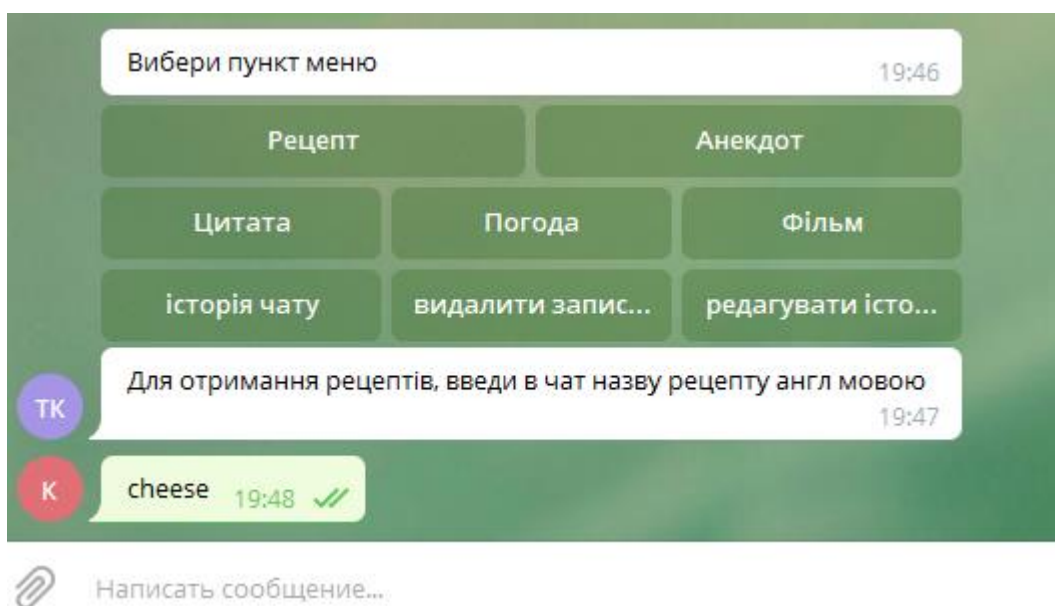 Вибери пункт меню
19:46
Рецепт Анекдот
Цитата Погода Фільм
історія чату видалити запис... редагувати істо...
Для отримання рецептів, введи в чат назву рецепту англ мовою
ТК
19:47
К cheese 19:48
Написать сообщение...